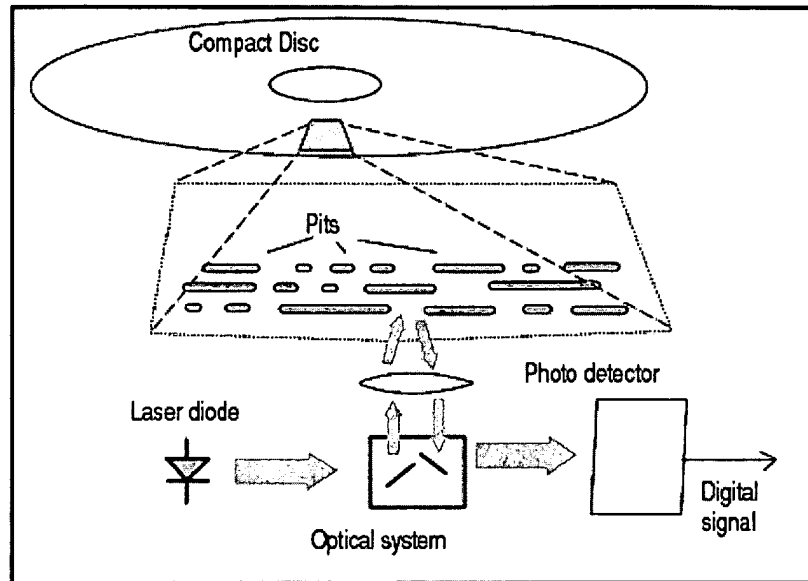 Compact Disc
Pits
Photo detector
Laser diode
Digital
signal
Optical system